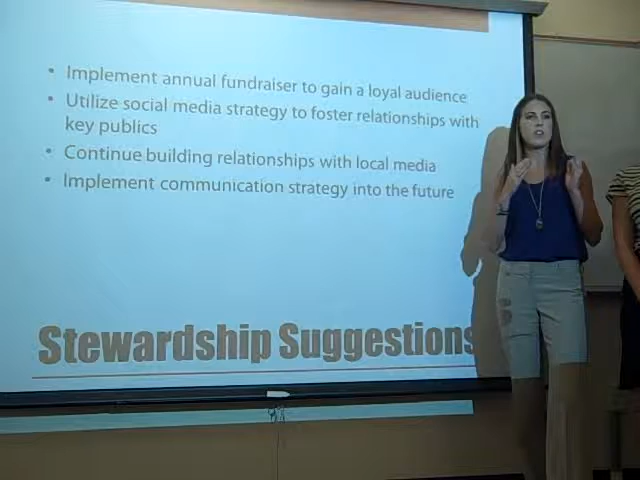 • Implement annual fundraiser to gain a loyal audience
• Utilize social media strategy to foster relationships with
key publics
• Continue building relationships with local media
• Implement communication strategy into the future
Stewardship Suggestions